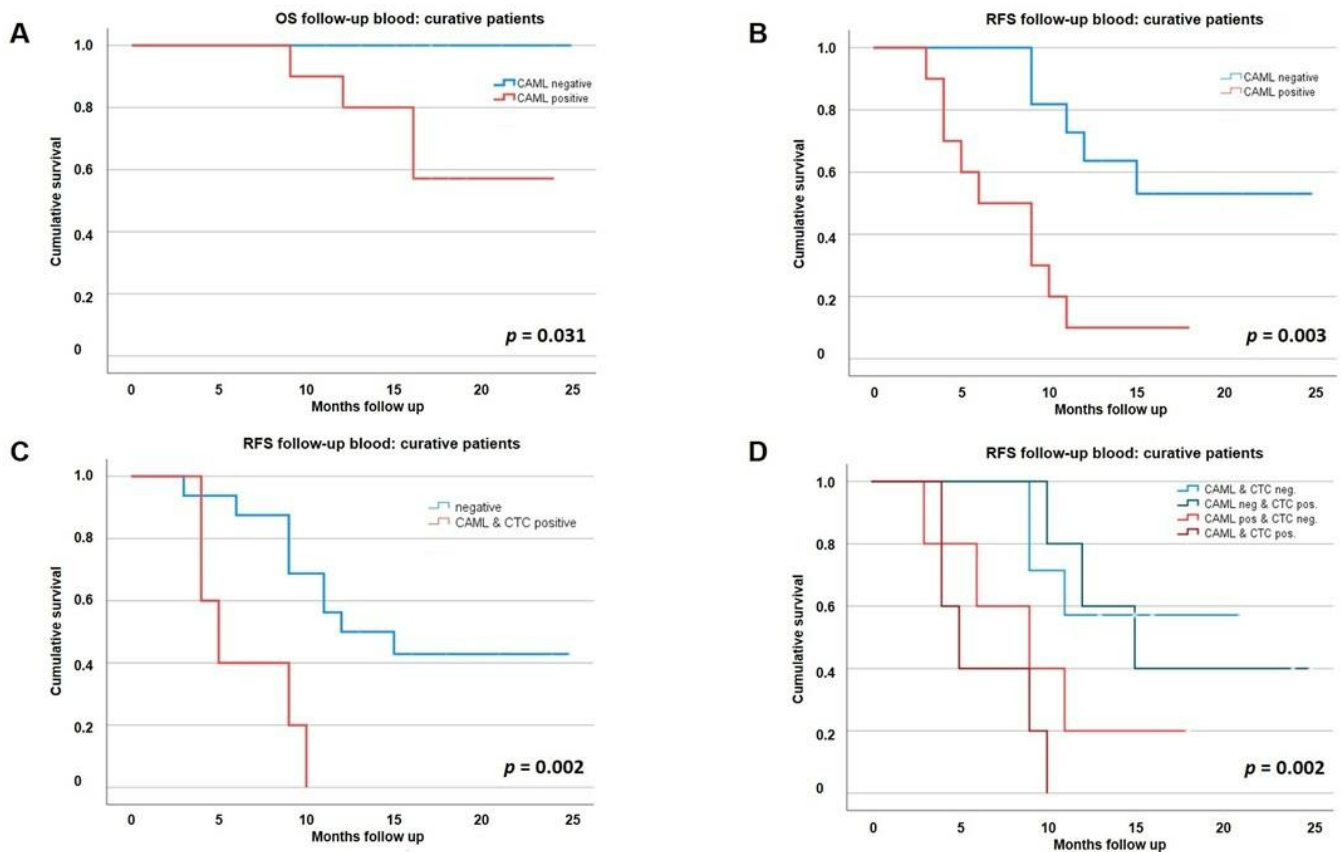 A
OS follow-up blood: curative patients
1.0
0.8
0.6
0.4
0.2
0
Cumulative survival
CAML negative
CAML positive
p = 0.031
0 5 10 15 20 25
Months follow up
B
RFS follow-up blood: curative patients
1.0
0.8
0.6
0.4
0.2
0
Cumulative survival
CAML negative
CAML positive
p = 0.003
0 5 10 15 20 25
Months follow up
C
RFS follow-up blood: curative patients
1.0
0.8
0.6
0.4
0.2
0
Cumulative survival
negative
CAML & CTC positive
p = 0.002
0 5 10 15 20 25
Months follow up
D
RFS follow-up blood: curative patients
1.0
0.8
0.6
0.4
0.2
0
Cumulative survival
CAML & CTC neg.
CAML neg & CTC pos.
CAML pos & CTC neg.
CAML & CTC pos.
p = 0.002
0 5 10 15 20 25
Months follow up